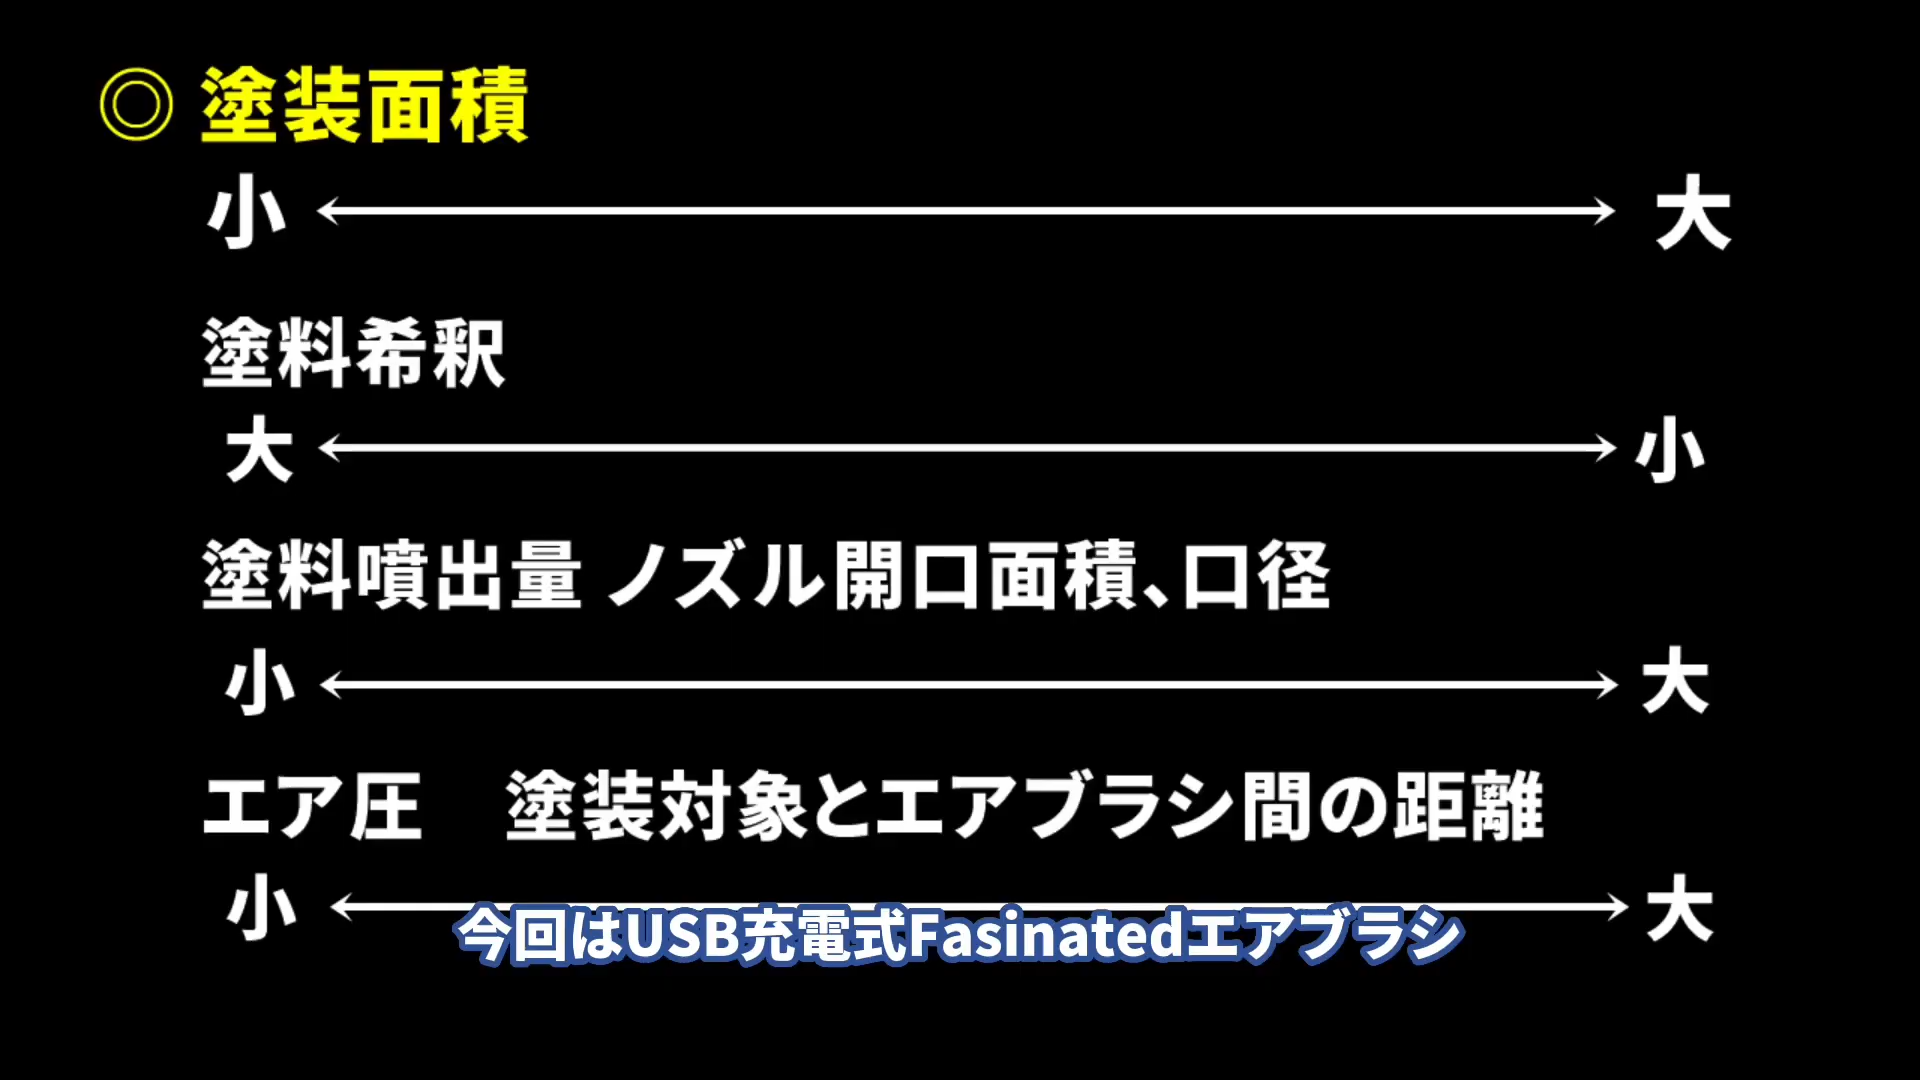 ◎ 塗装面積
小 ←→ 大
塗料希釈
大 ←→ 小
塗料噴出量 ノズル開口面積、口径
小 ←→ 大
エア圧　塗装対象とエアブラシ間の距離
小 ←→ 大
今回はUSB充電式Fasinatedエアブラシ